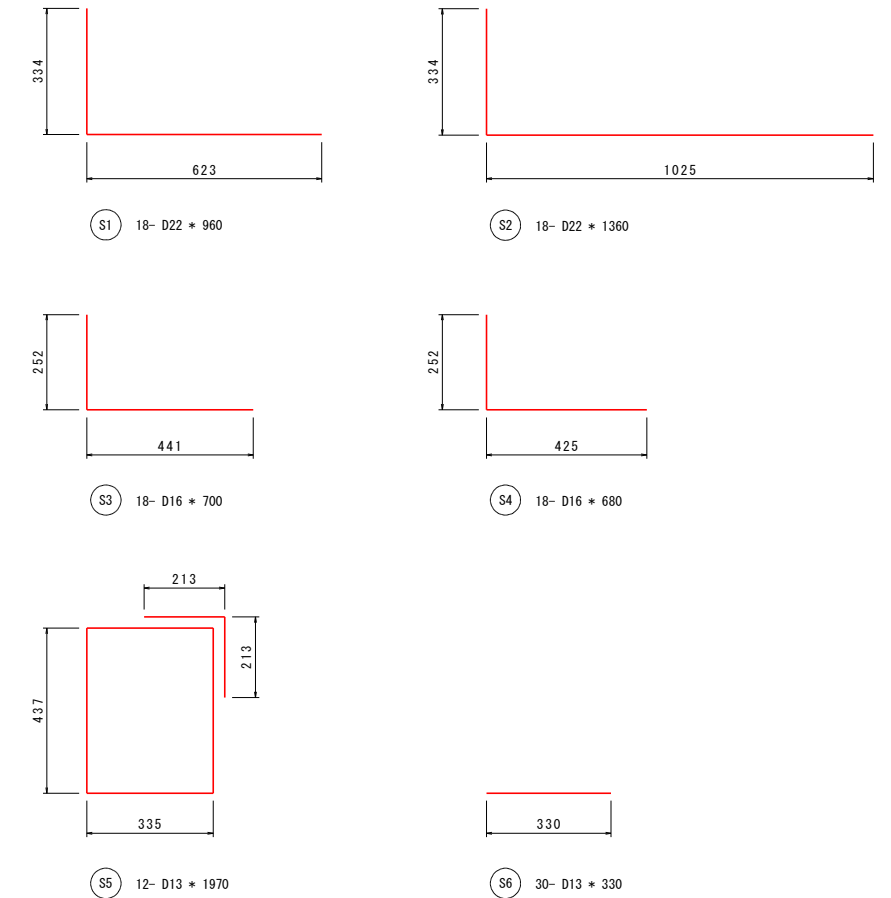 334
334
623
1025
S1 18- D22 * 960
S2 18- D22 * 1360
252
252
441
425
S3 18- D16 * 700
S4 18- D16 * 680
213
213
437
335
330
S5 12- D13 * 1970
S6 30- D13 * 330